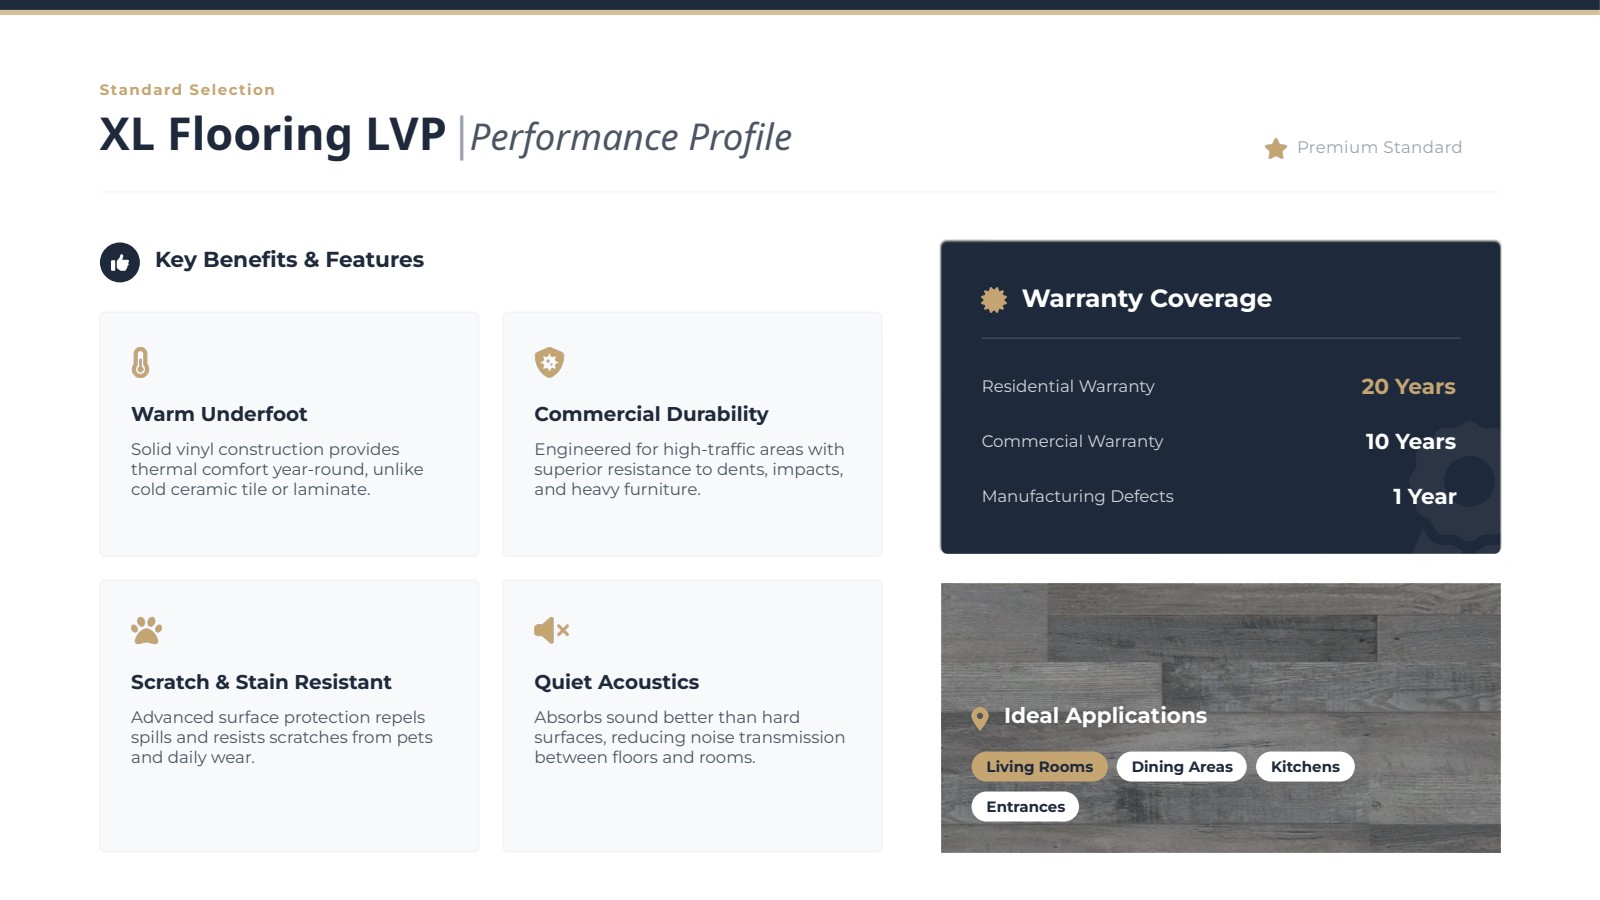 Standard Selection
XL Flooring LVP | Performance Profile
Premium Standard
Key Benefits & Features
Warm Underfoot
Solid vinyl construction provides
thermal comfort year-round, unlike
cold ceramic tile or laminate.
Commercial Durability
Engineered for high-traffic areas with
superior resistance to dents, impacts,
and heavy furniture.
Scratch & Stain Resistant
Advanced surface protection repels
spills and resists scratches from pets
and daily wear.
Quiet Acoustics
Absorbs sound better than hard
surfaces, reducing noise transmission
between floors and rooms.
Warranty Coverage
Residential Warranty 20 Years
Commercial Warranty 10 Years
Manufacturing Defects 1 Year
Ideal Applications
Living Rooms Dining Areas Kitchens
Entrances